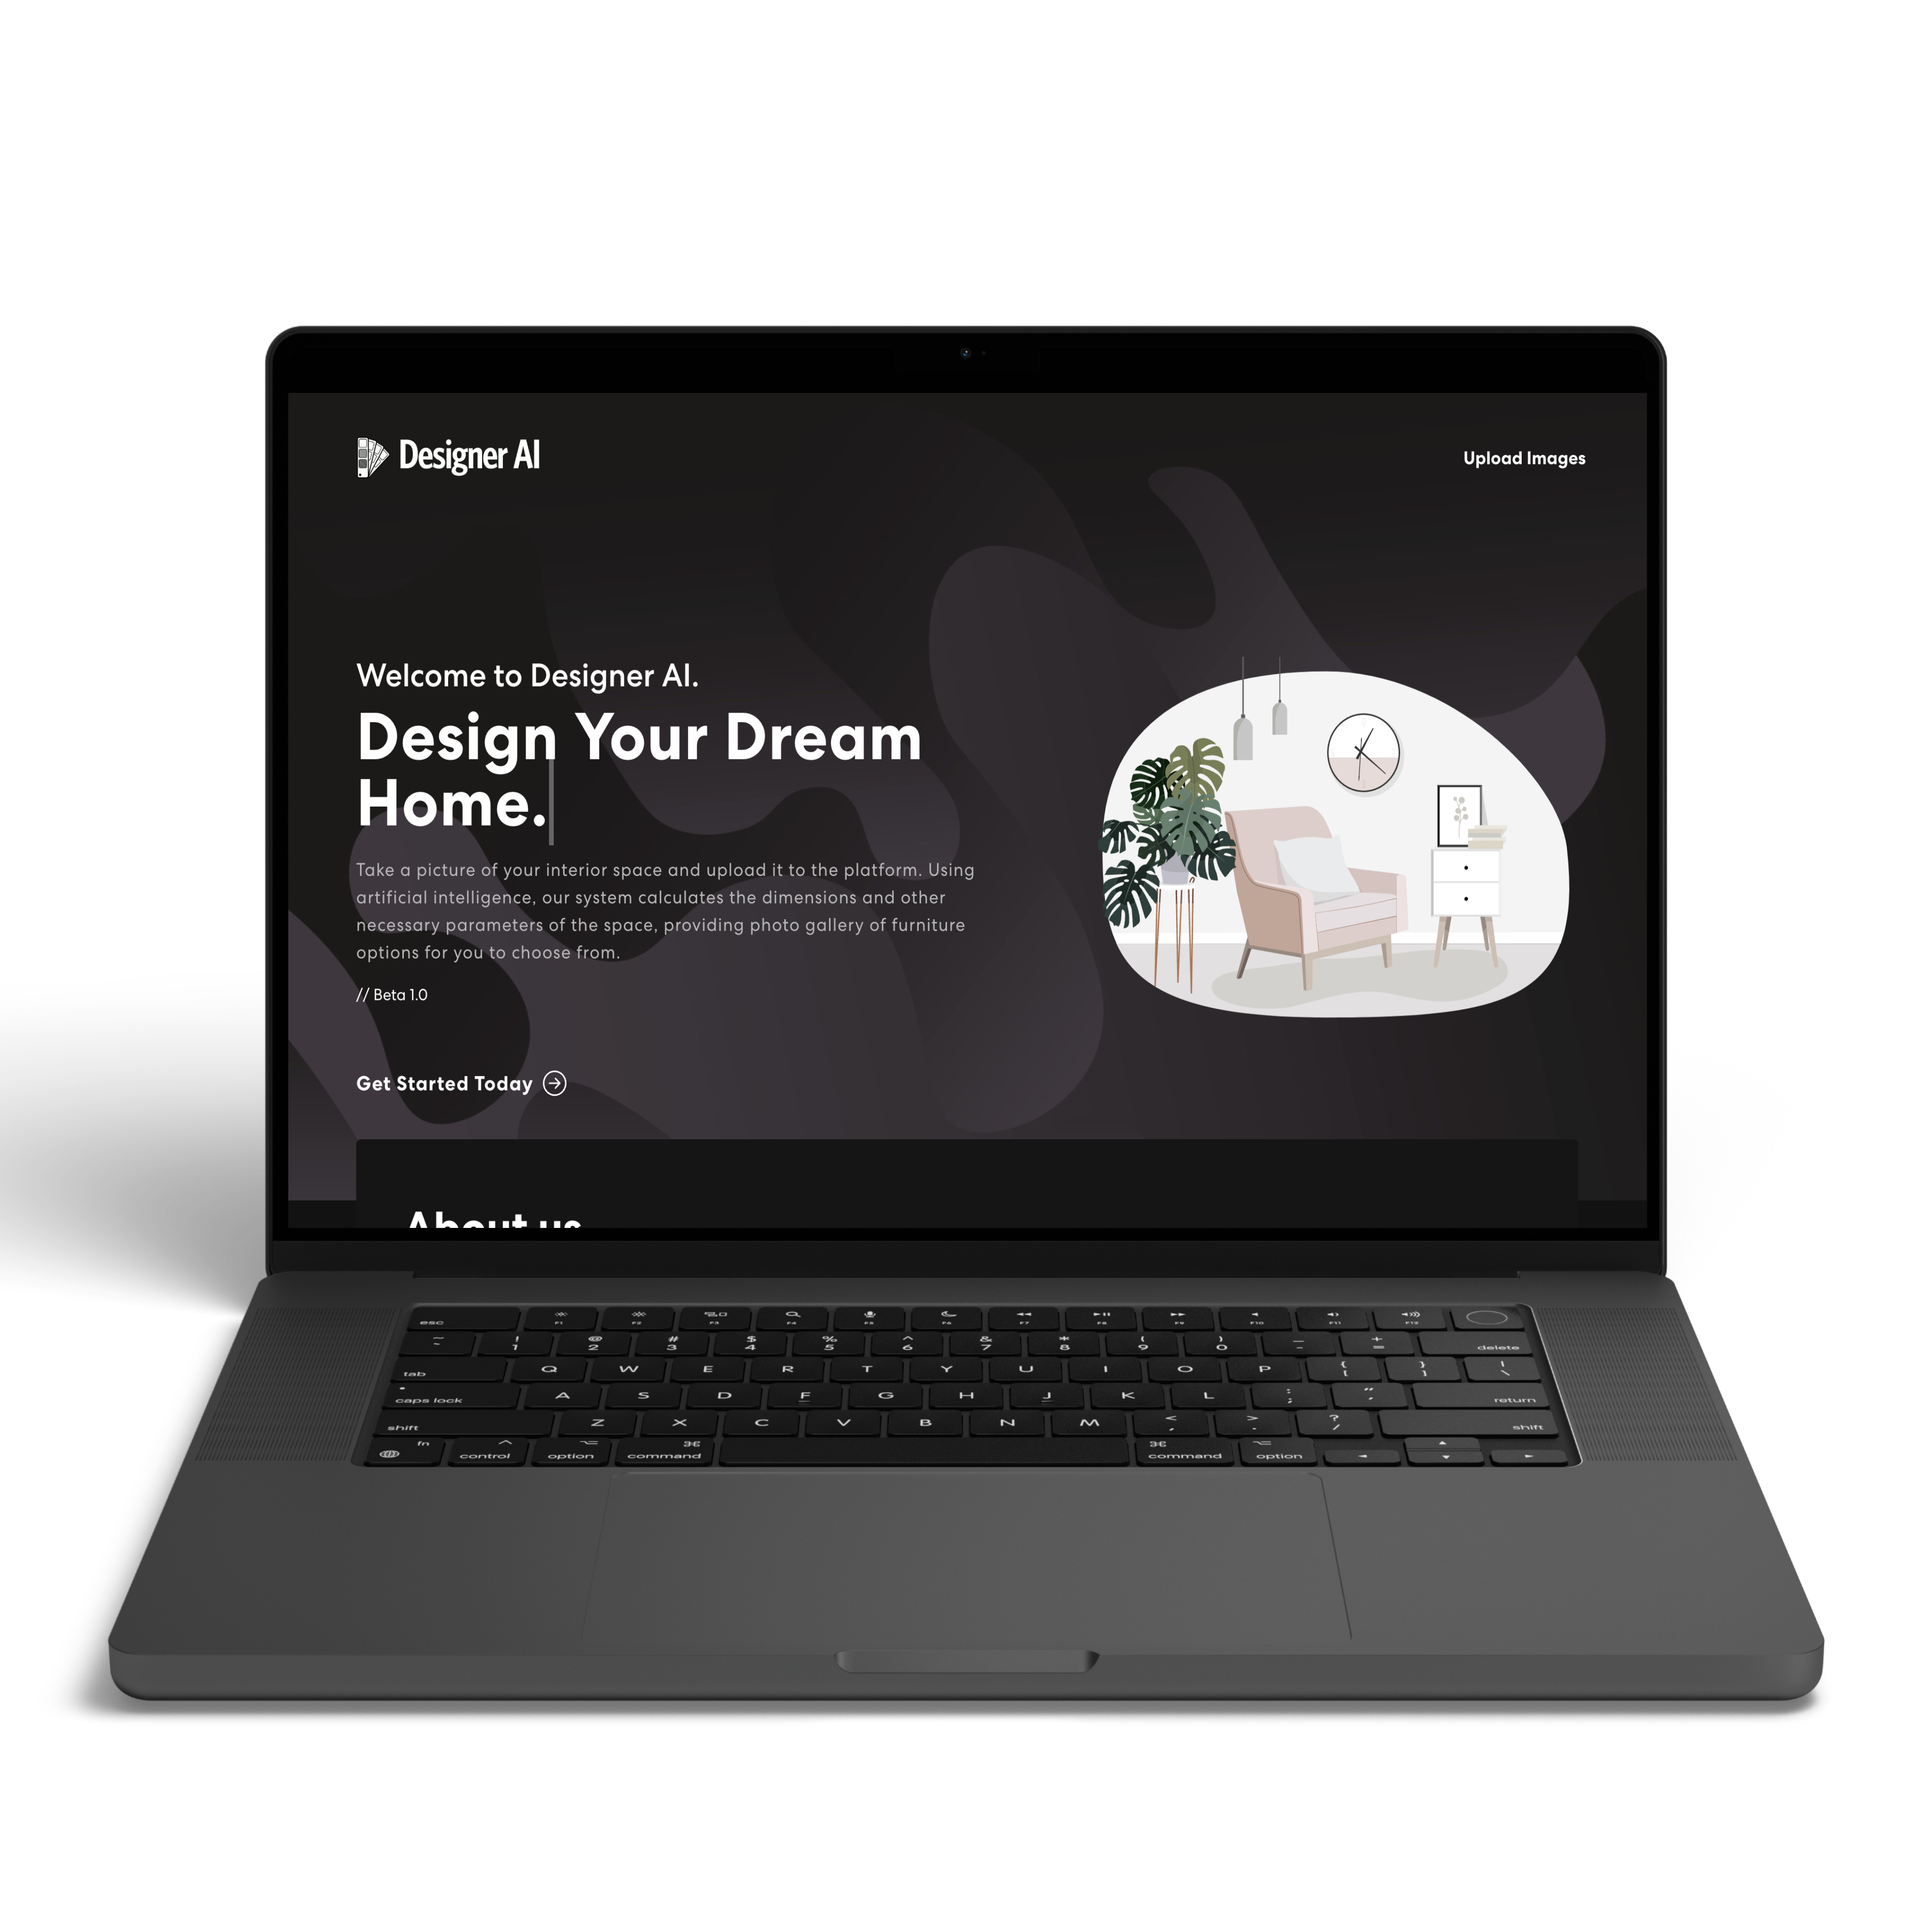 Designer AI
Upload Images
Welcome to Designer AI.
Design Your Dream
Home.
Take a picture of your interior space and upload it to the platform. Using
artificial intelligence, our system calculates the dimensions and other
necessary parameters of the space, providing photo gallery of furniture
options for you to choose from.
// Beta 1.0
Get Started Today
About us
esc F1 F2 F3 F4 F5 F6 F7 F8 F9 F10 F11 F12
~ ! @ # $ % ^ & * ( ) _ +
` 1 2 3 4 5 6 7 8 9 0 - = delete
tab Q W E R T Y U I O P { [ } ] | \
caps lock A S D F G H J K L : ; " ' return
shift Z X C V B N M < , > . ? / shift
fn control option command command option